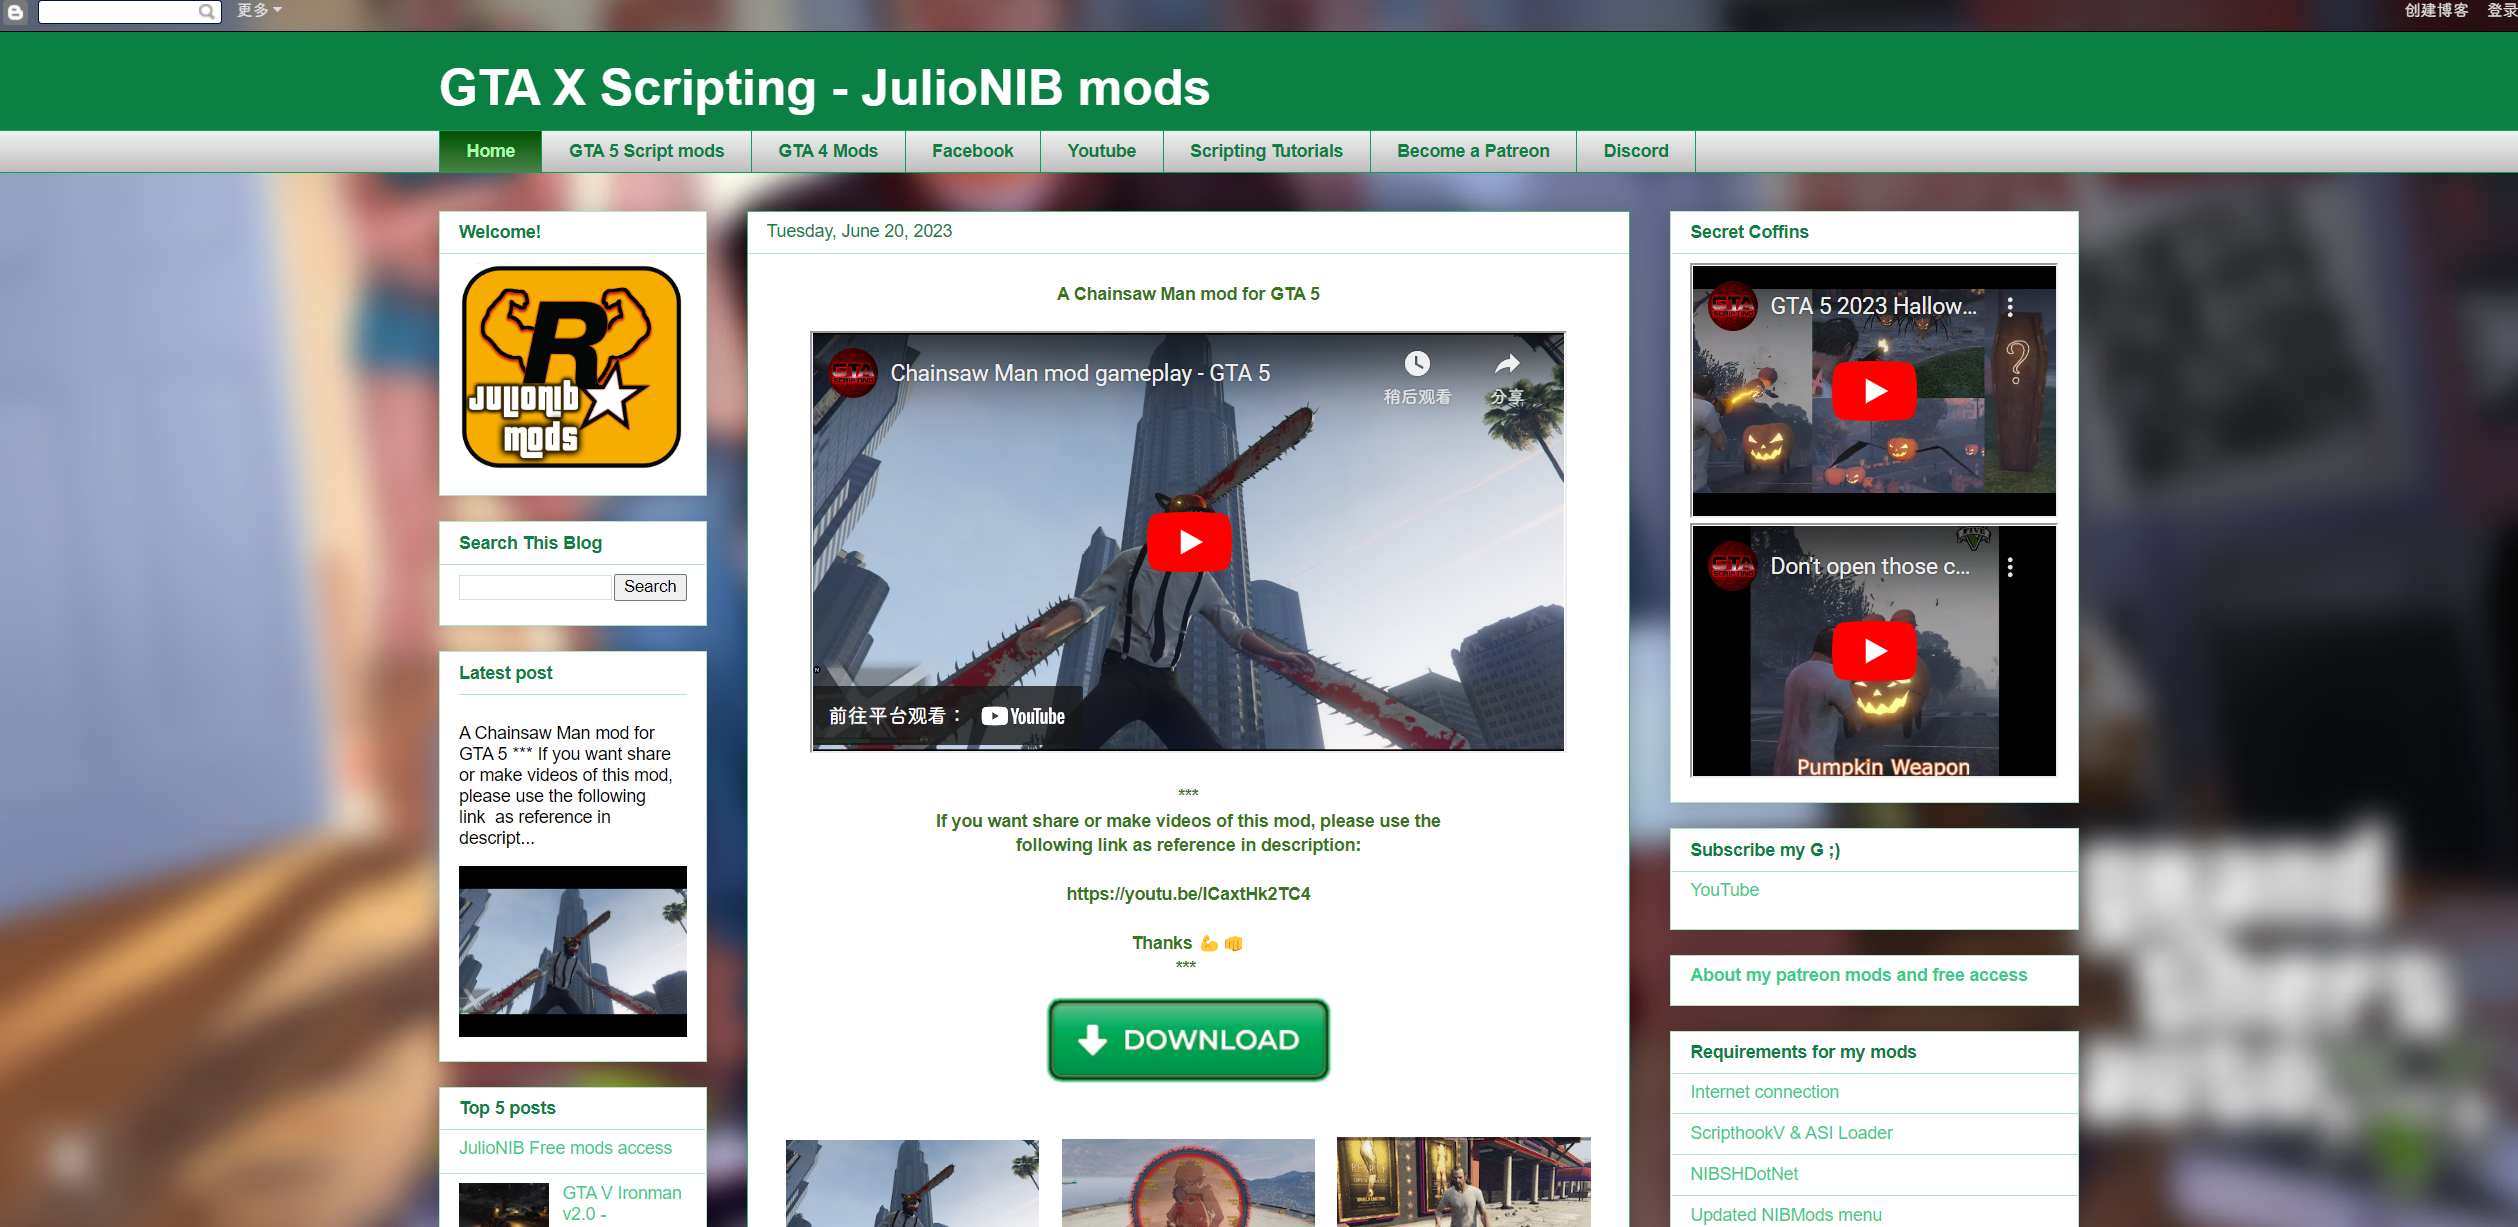 更多
创建博客
登录
GTA X Scripting - JulioNIB mods
Home
GTA 5 Script mods
GTA 4 Mods
Facebook
Youtube
Scripting Tutorials
Become a Patreon
Discord
Welcome!
R
JULIONIB
MODS
Search This Blog
Search
Latest post
A Chainsaw Man mod for
GTA 5 *** If you want share
or make videos of this mod,
please use the following
link  as reference in
descript...
Top 5 posts
JulioNIB Free mods access
GTA V Ironman
v2.0 -
Tuesday, June 20, 2023
A Chainsaw Man mod for GTA 5
GTA
SCRIPTING
Chainsaw Man mod gameplay - GTA 5
稍后观看
分享
前往平台观看：
YouTube
***
If you want share or make videos of this mod, please use the
following link as reference in description:
https://youtu.be/ICaxtHk2TC4
Thanks 💪 👊
***
DOWNLOAD
Secret Coffins
GTA
SCRIPTING
GTA 5 2023 Hallow...
?
GTA
SCRIPTING
Don't open those c...
FIVE
Pumpkin Weapon
Subscribe my G ;)
YouTube
About my patreon mods and free access
Requirements for my mods
Internet connection
ScripthookV & ASI Loader
NIBSHDotNet
Updated NIBMods menu